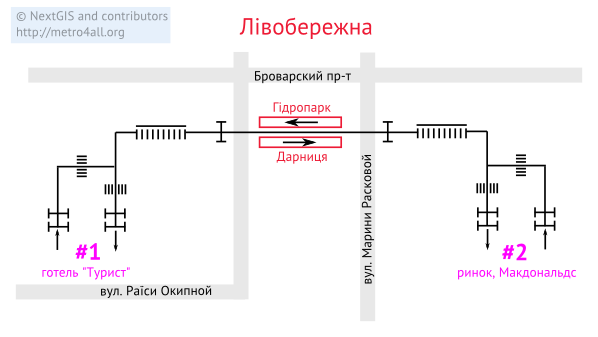 © NextGIS and contributors
http://metro4all.org
Лівобережна
Броварский пр-т
Гідропарк
Дарниця
вул. Марини Расковой
#1
готель "Турист"
#2
ринок, Макдональдс
вул. Раїси Окипной